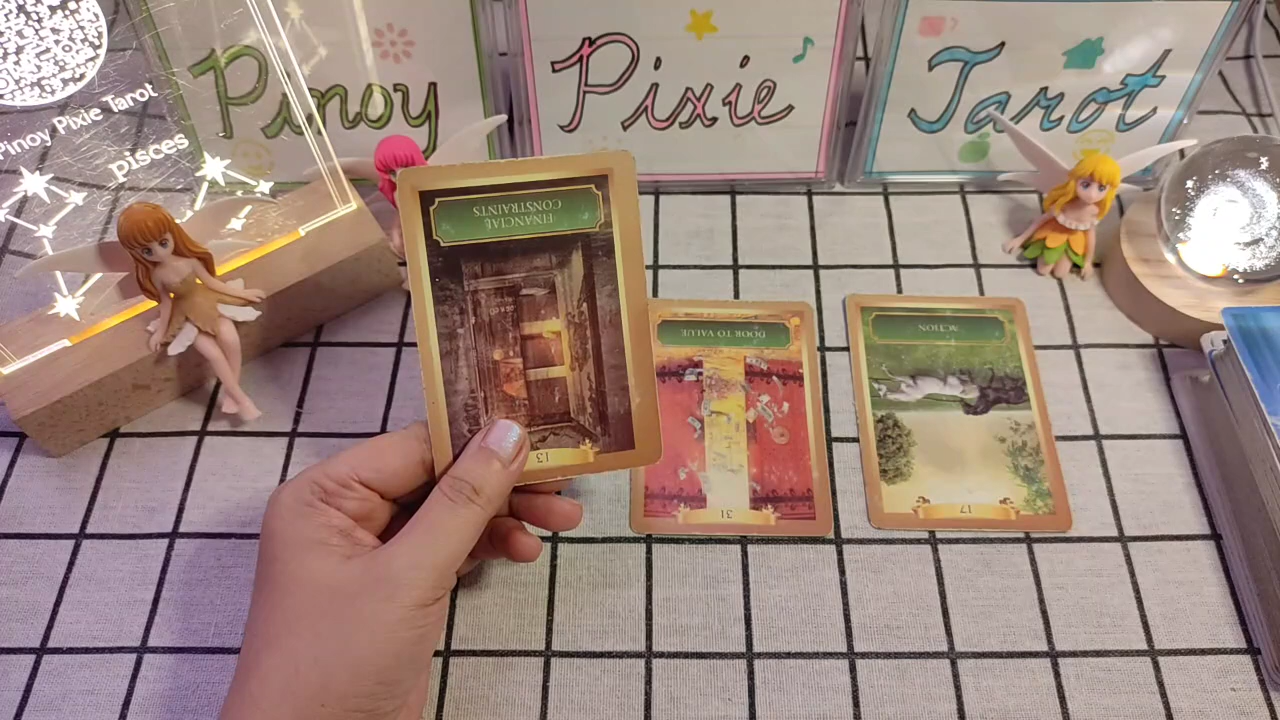 Pinoy
Pixie
Tarot
Pinoy Pixie Tarot
pisces
FINANCIAL
CONSTRAINTS
13
DOOR TO VALUE
31
ACTION
17